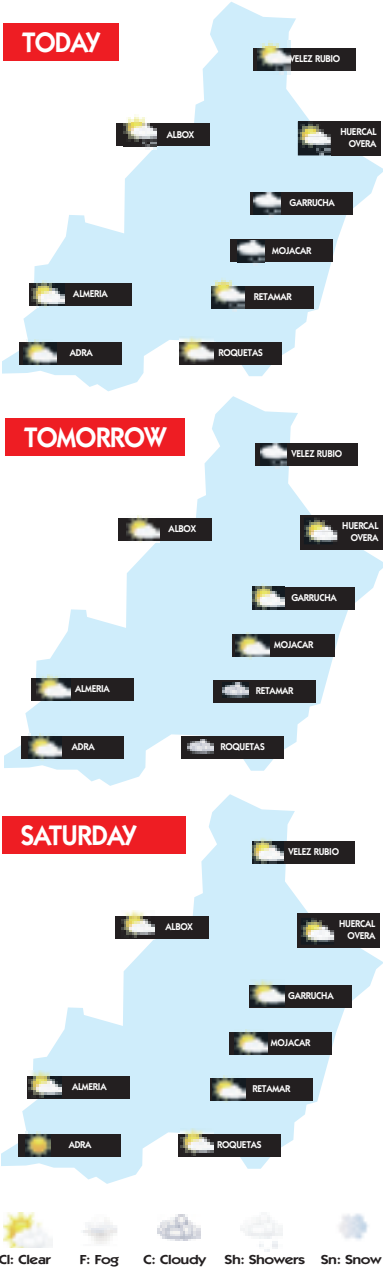 TODAY
VELEZ RUBIO
ALBOX
HUERCAL
OVERA
GARRUCHA
MOJACAR
ALMERIA
RETAMAR
ADRA
ROQUETAS
TOMORROW
VELEZ RUBIO
ALBOX
HUERCAL
OVERA
GARRUCHA
MOJACAR
ALMERIA
RETAMAR
ADRA
ROQUETAS
SATURDAY
VELEZ RUBIO
ALBOX
HUERCAL
OVERA
GARRUCHA
MOJACAR
ALMERIA
RETAMAR
ADRA
ROQUETAS
Cl: Clear F: Fog C: Cloudy Sh: Showers Sn: Snow